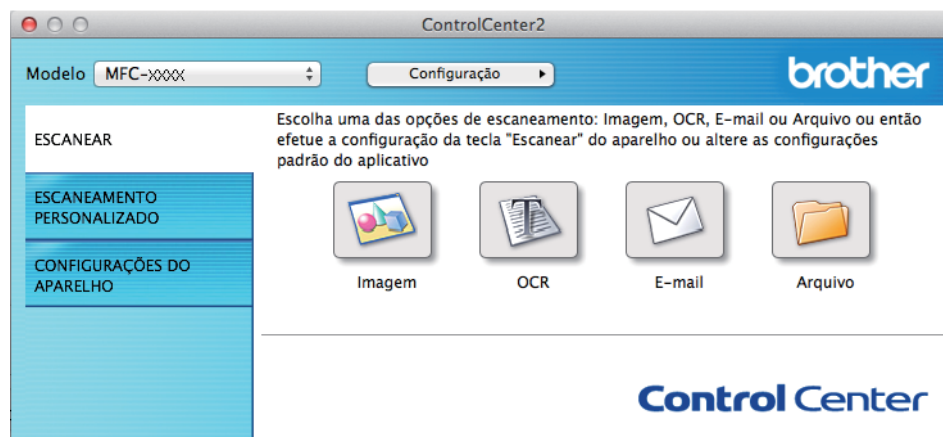 ControlCenter2
Modelo MFC-XXXX Configuração
brother
ESCANEAR
ESCANEAMENTO
PERSONALIZADO
CONFIGURAÇÕES DO
APARELHO
Escolha uma das opções de escaneamento: Imagem, OCR, E-mail ou Arquivo ou então
efetue a configuração da tecla "Escanear" do aparelho ou altere as configurações
padrão do aplicativo
Imagem OCR E-mail Arquivo
Control Center